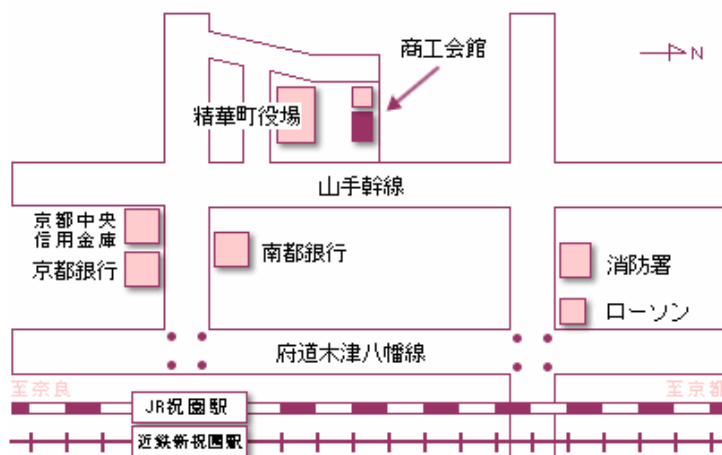 商工会館
N
精華町役場
山手幹線
京都中央
信用金庫
京都銀行
南都銀行
消防署
ローソン
府道木津八幡線
至奈良
至京都
JR祝園駅
近鉄新祝園駅